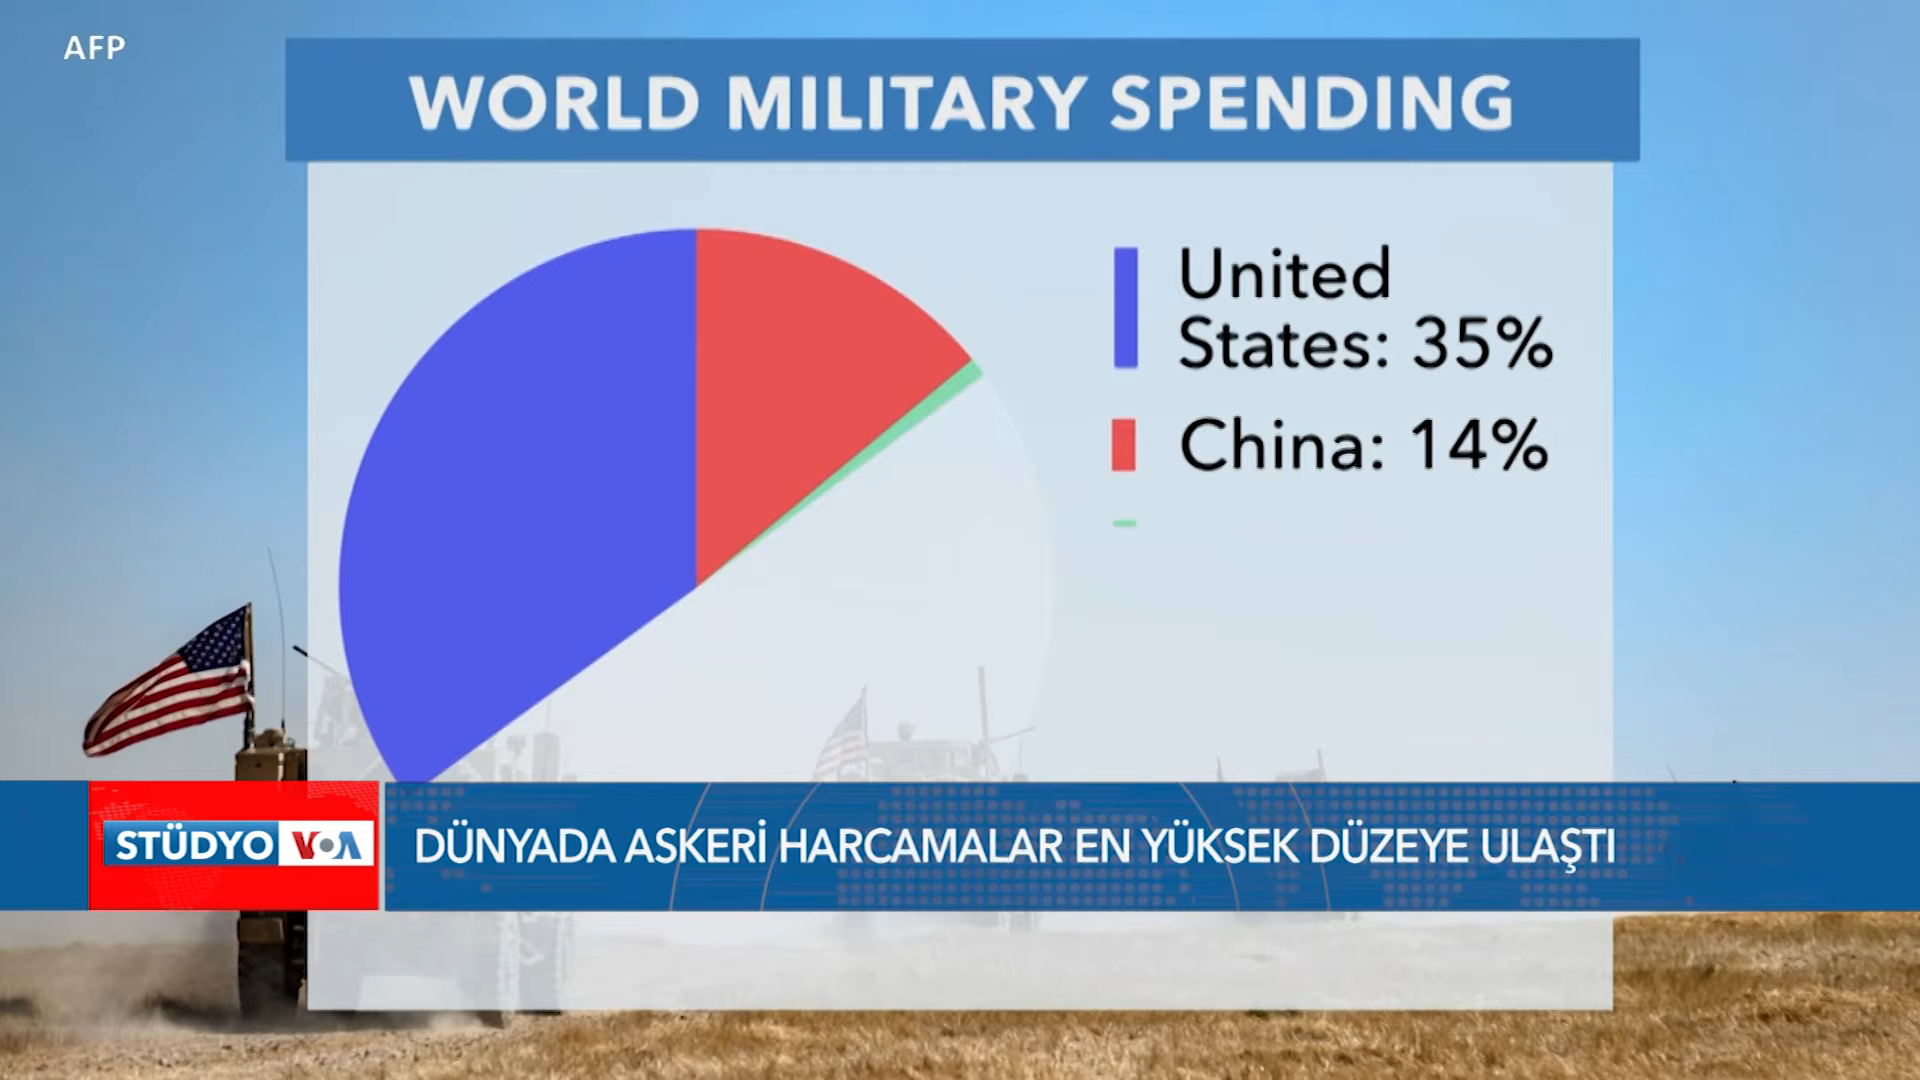 AFP
WORLD MILITARY SPENDING
United
States: 35%
China: 14%
STÜDYO VOA
DÜNYADA ASKERİ HARCAMALAR EN YÜKSEK DÜZEYE ULAŞTI